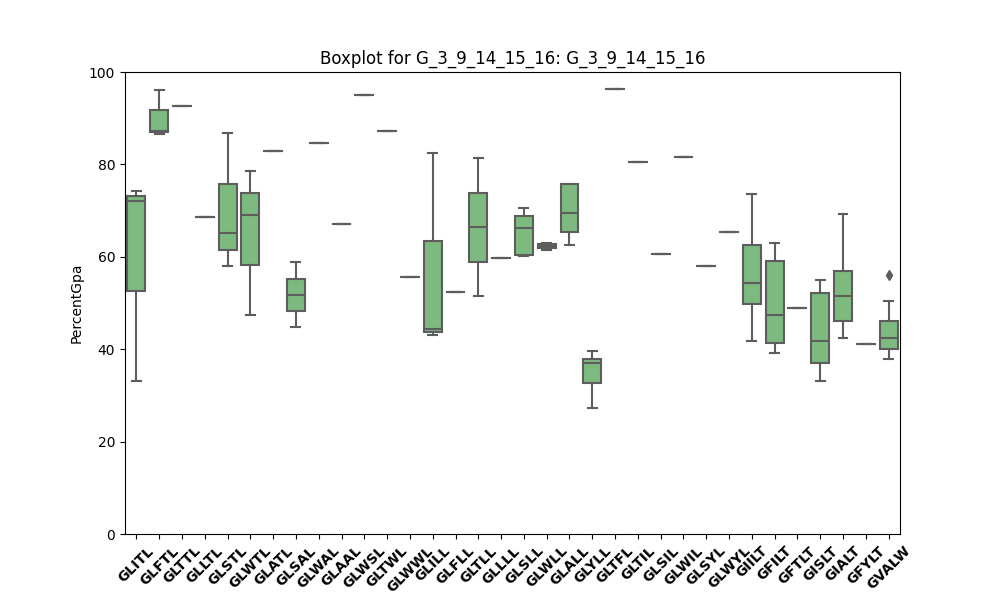 Boxplot for G_3_9_14_15_16: G_3_9_14_15_16
100
80
60
40
20
0
PercentGpa
GLITL GLFTL GLTTL GLLTL GLSTL GLWTL GLATL GLSAL GLWAL GLAAL GLWSL GLTWL GLWWL GLILL GLFLL GLTLL GLLLL GLSLL GLWLL GLALL GLYLL GLTFL GLTIL GLSIL GLWIL GLSYL GLWYL GIILT GFILT GFTLT GISLT GIALT GFYLT GVALW